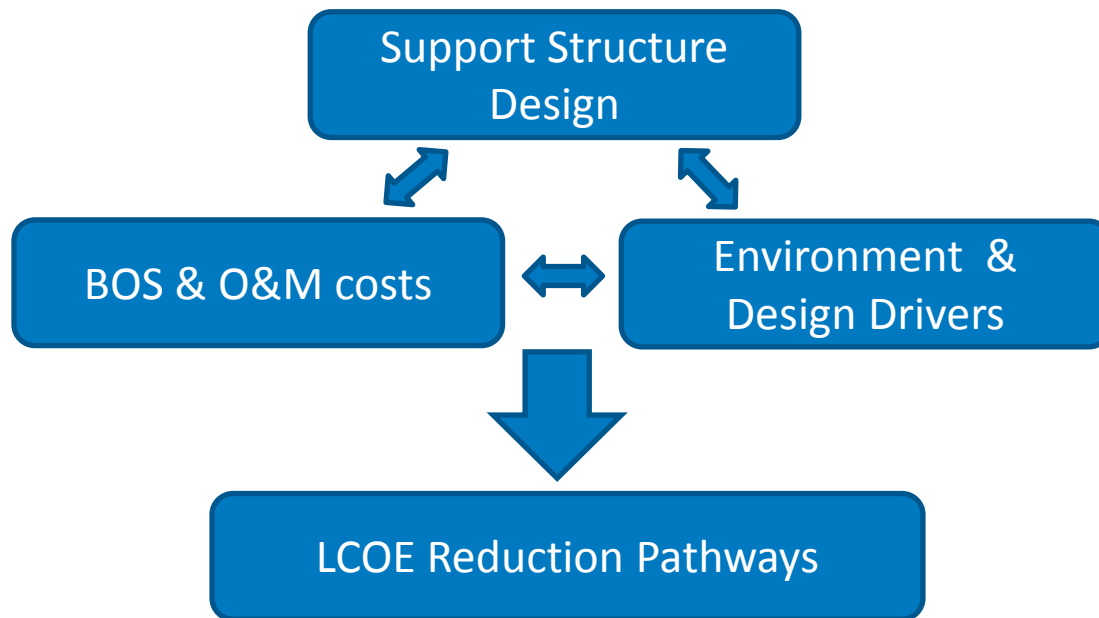 Support Structure
Design
BOS & O&M costs
Environment & 
Design Drivers
LCOE Reduction Pathways